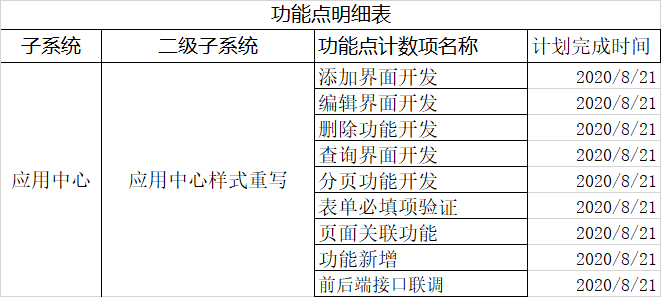 功能点明细表
子系统 二级子系统 功能点计数项名称 计划完成时间
添加界面开发 2020/8/21
编辑界面开发 2020/8/21
删除功能开发 2020/8/21
查询界面开发 2020/8/21
应用中心 应用中心样式重写 分页功能开发 2020/8/21
表单必填项验证 2020/8/21
页面关联功能 2020/8/21
功能新增 2020/8/21
前后端接口联调 2020/8/21